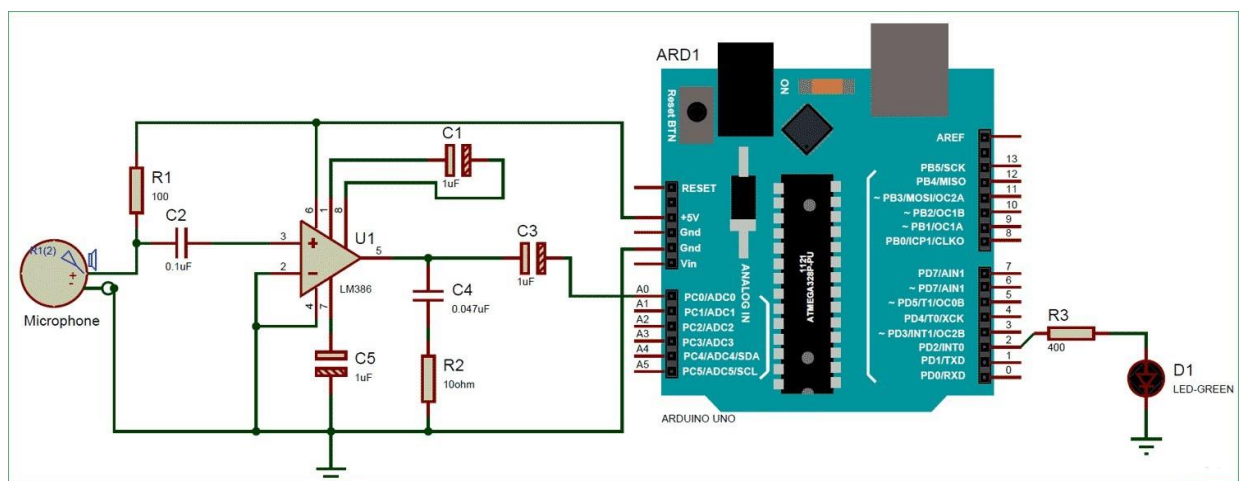 ARD1
ON
Reset BTN
AREF
C1
1uF
R1
100
C2
0.1uF
6
1
8
3
2
4
7
5
U1
LM386
R1(2)
+
-
Microphone
C3
1uF
C4
0.047uF
R2
10ohm
C5
1uF
RESET
+5V
Gnd
Gnd
Vin
ANALOG IN
1121
ATMEGA328P-PU
A0 PC0/ADC0
A1 PC1/ADC1
A2 PC2/ADC2
A3 PC3/ADC3
A4 PC4/ADC4/SDA
A5 PC5/ADC5/SCL
ARDUINO UNO
PB5/SCK 13
PB4/MISO 12
~ PB3/MOSI/OC2A 11
~ PB2/OC1B 10
~ PB1/OC1A 9
PB0/ICP1/CLKO 8
PD7/AIN1 7
~ PD7/AIN1 6
~ PD5/T1/OC0B 5
PD4/T0/XCK 4
~ PD3/INT1/OC2B 3
PD2/INT0 2
PD1/TXD 1
PD0/RXD 0
R3
400
D1
LED-GREEN